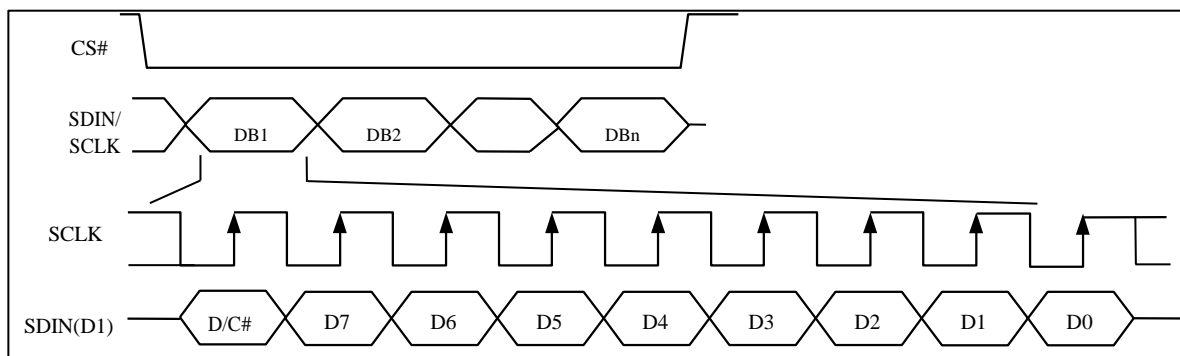 CS#
SDIN/
SCLK
DB1 DB2 DBn
SCLK
SDIN(D1)
D/C# D7 D6 D5 D4 D3 D2 D1 D0